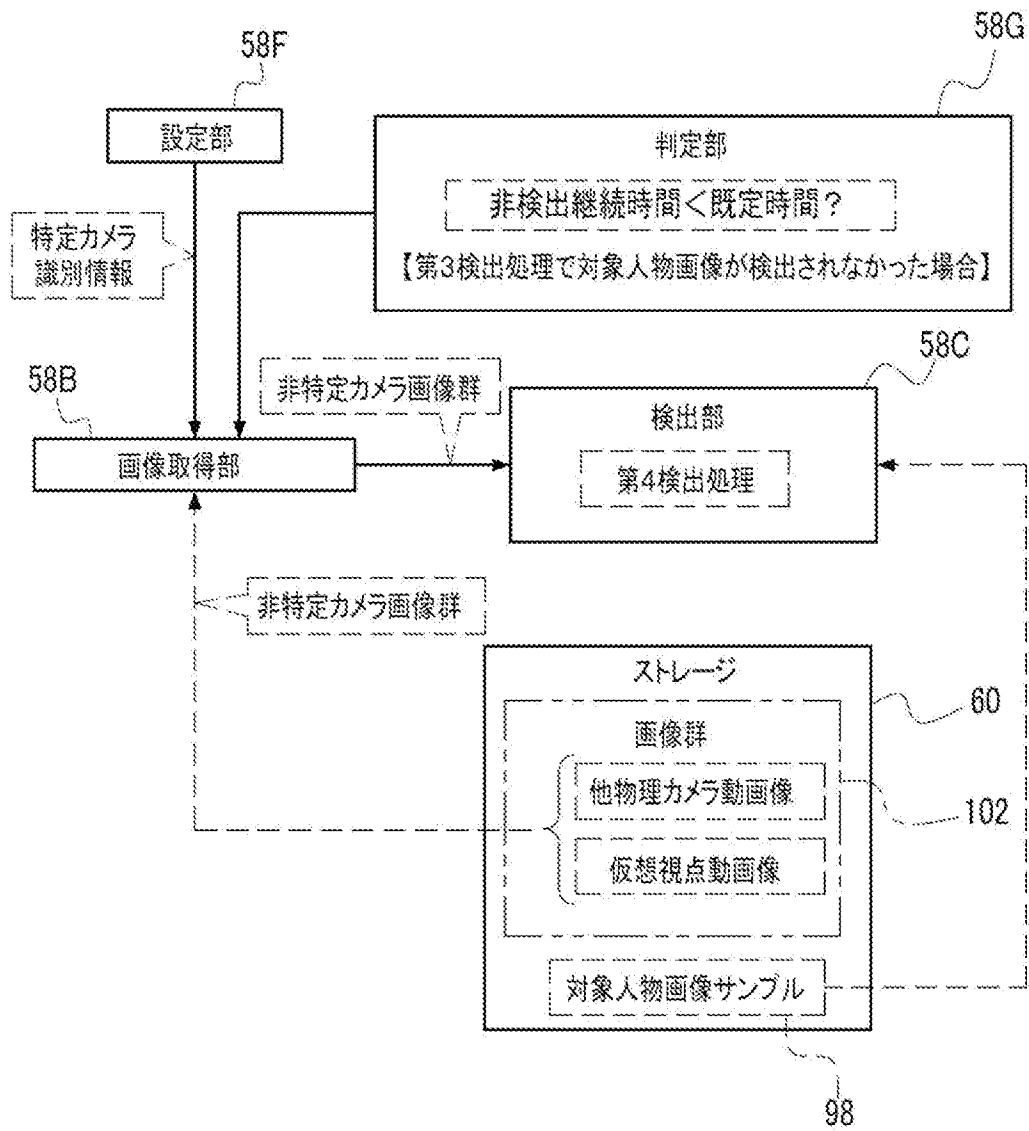 58F
設定部
58G
判定部
非検出継続時間<既定時間?
【第3検出処理で対象人物画像が検出されなかった場合】
特定カメラ
識別情報
58B
画像取得部
非特定カメラ画像群
58C
検出部
第4検出処理
非特定カメラ画像群
ストレージ
60
画像群
他物理カメラ動画像
102
仮想視点動画像
対象人物画像サンプル
98